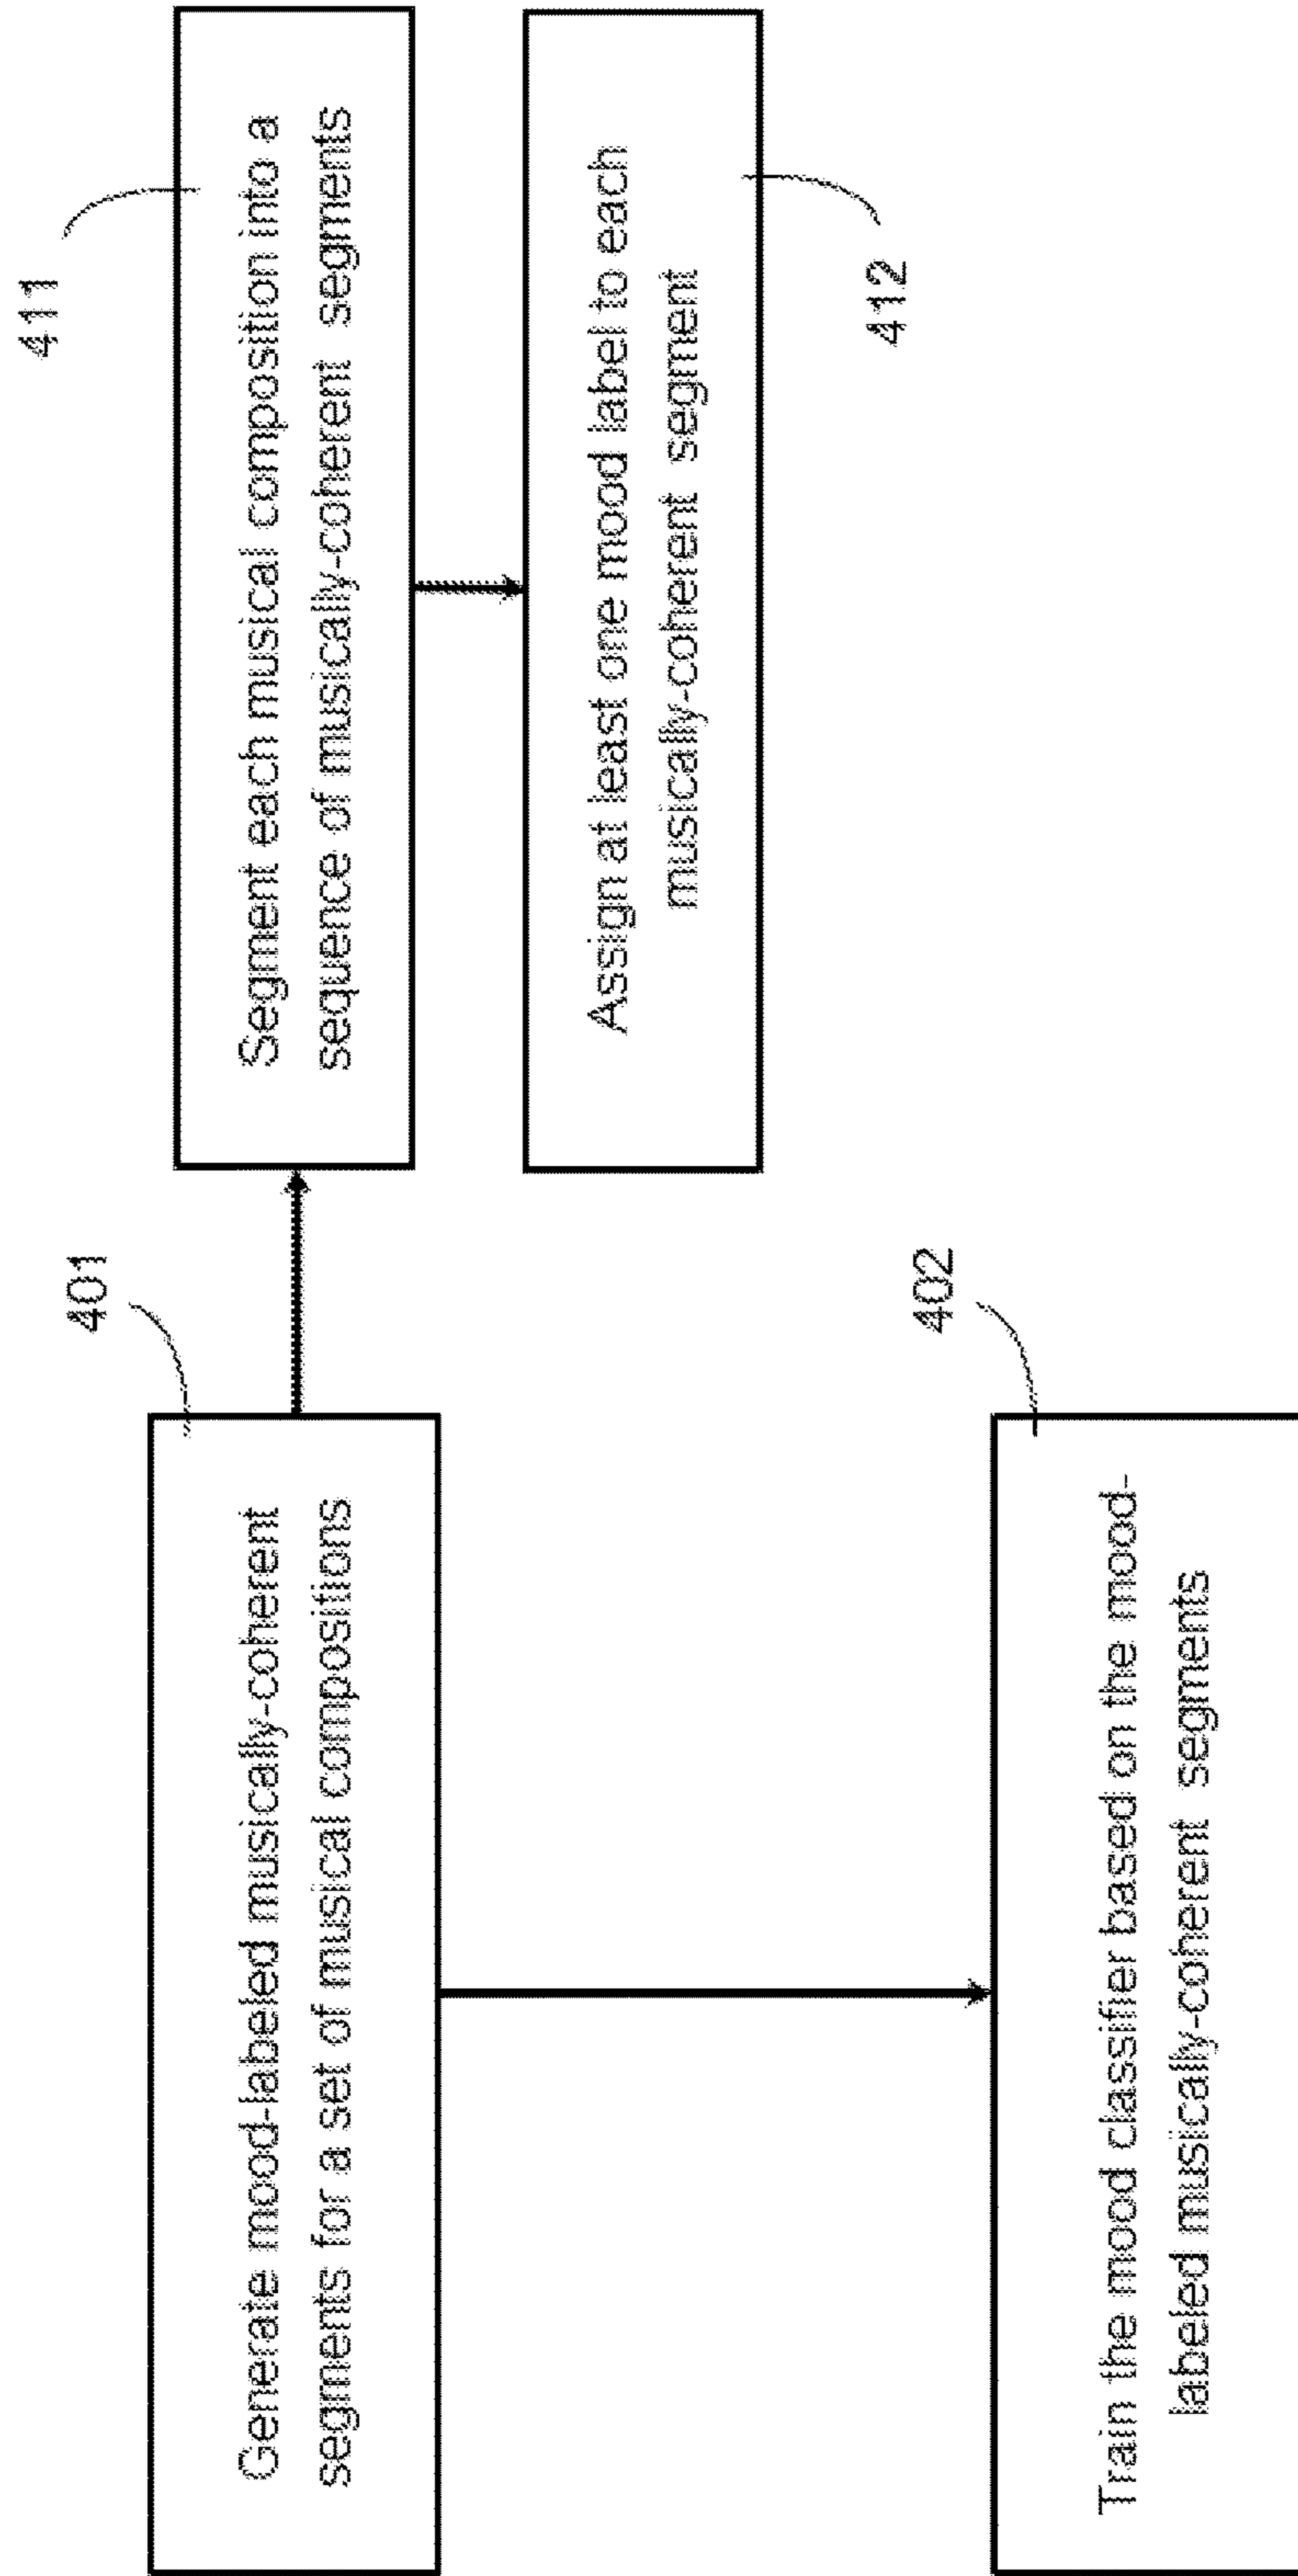 401
Generate mood-labeled musically-coherent
segments for a set of musical compositions
411
Segment each musical composition into a
sequence of musically-coherent segments
Assign at least one mood label to each
musically-coherent segment
412
402
Train the mood classifier based on the mood-
labeled musically-coherent segments